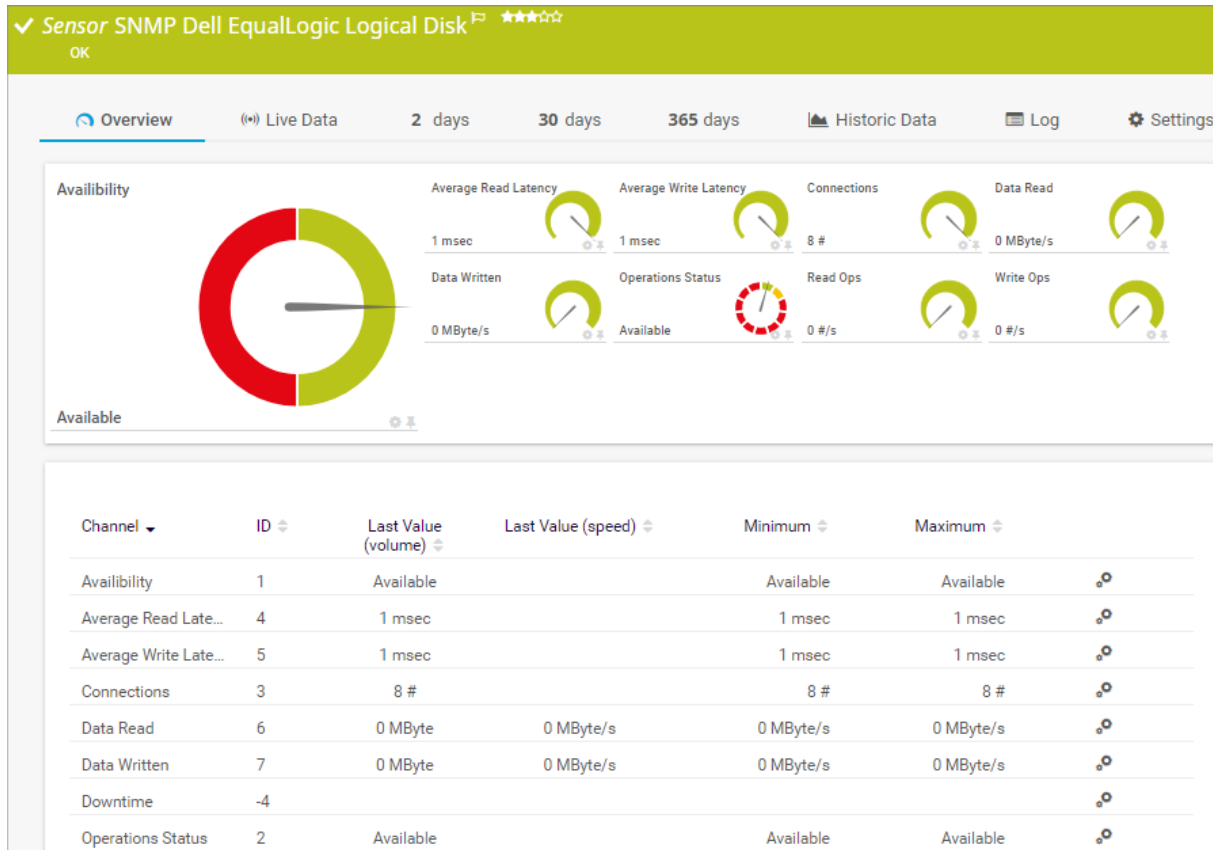 Sensor SNMP Dell EqualLogic Logical Disk
OK
Overview Live Data 2 days 30 days 365 days Historic Data Log Settings
Availibility
Available
Average Read Latency
1 msec
Average Write Latency
1 msec
Connections
8 #
Data Read
0 MByte/s
Data Written
0 MByte/s
Operations Status
Available
Read Ops
0 #/s
Write Ops
0 #/s
Channel ID Last Value (volume) Last Value (speed) Minimum Maximum
Availibility 1 Available Available Available
Average Read Late... 4 1 msec 1 msec 1 msec
Average Write Late... 5 1 msec 1 msec 1 msec
Connections 3 8 # 8 # 8 #
Data Read 6 0 MByte 0 MByte/s 0 MByte/s 0 MByte/s
Data Written 7 0 MByte 0 MByte/s 0 MByte/s 0 MByte/s
Downtime -4
Operations Status 2 Available Available Available